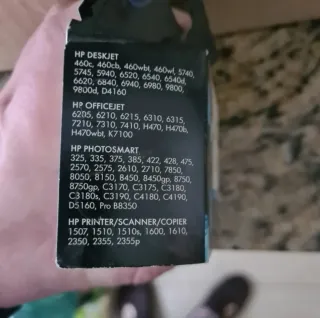 HP DESKJET
460c, 460cb, 460wbt, 460wf, 5740,
5745, 5940, 6520, 6540, 6540d,
6620, 6840, 6940, 6980, 9800,
9800d, D4160
HP OFFICEJET
6205, 6210, 6215, 6310, 6315,
7210, 7310, 7410, H470, H470b,
H470wbt, K7100
HP PHOTOSMART
325, 335, 375, 385, 422, 428, 475,
2570, 2575, 2610, 2710, 7850,
8050, 8150, 8450, 8450gp, 8750,
8750gp, C3170, C3175, C3180,
C3180s, C3190, C4180, C4190,
D5160, Pro B8350
HP PRINTER/SCANNER/COPIER
1507, 1510, 1510s, 1600, 1610,
2350, 2355, 2355p